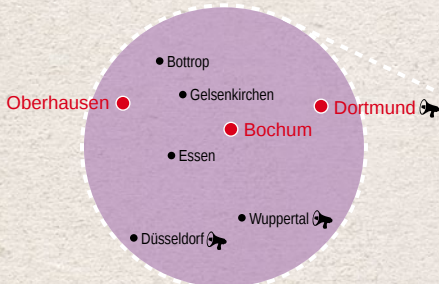 Bottrop
Gelsenkirchen
Oberhausen
Dortmund
Bochum
Essen
Wuppertal
Düsseldorf